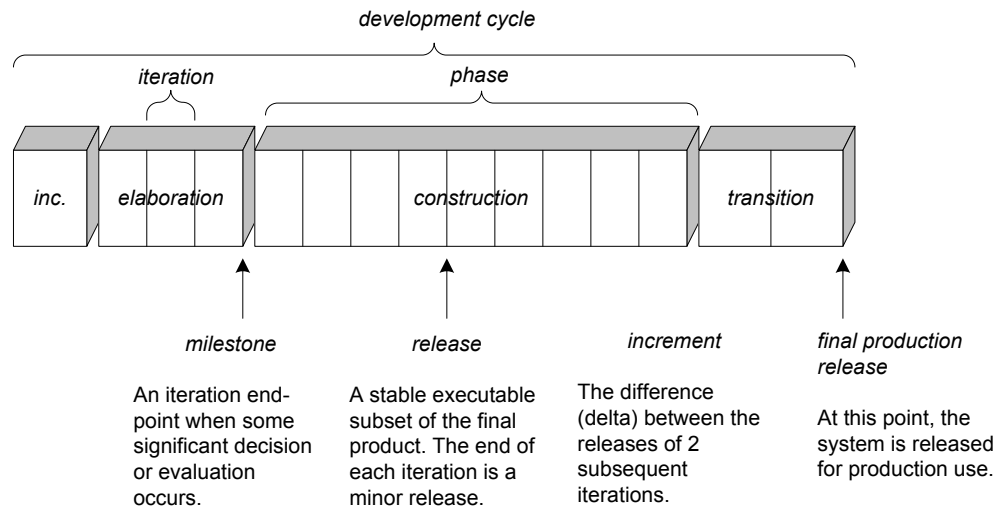 development cycle
iteration
phase
inc.
elaboration
construction
transition
milestone
An iteration end-
point when some
significant decision
or evaluation
occurs.
release
A stable executable
subset of the final
product. The end of
each iteration is a
minor release.
increment
The difference
(delta) between the
releases of 2
subsequent
iterations.
final production
release
At this point, the
system is released
for production use.